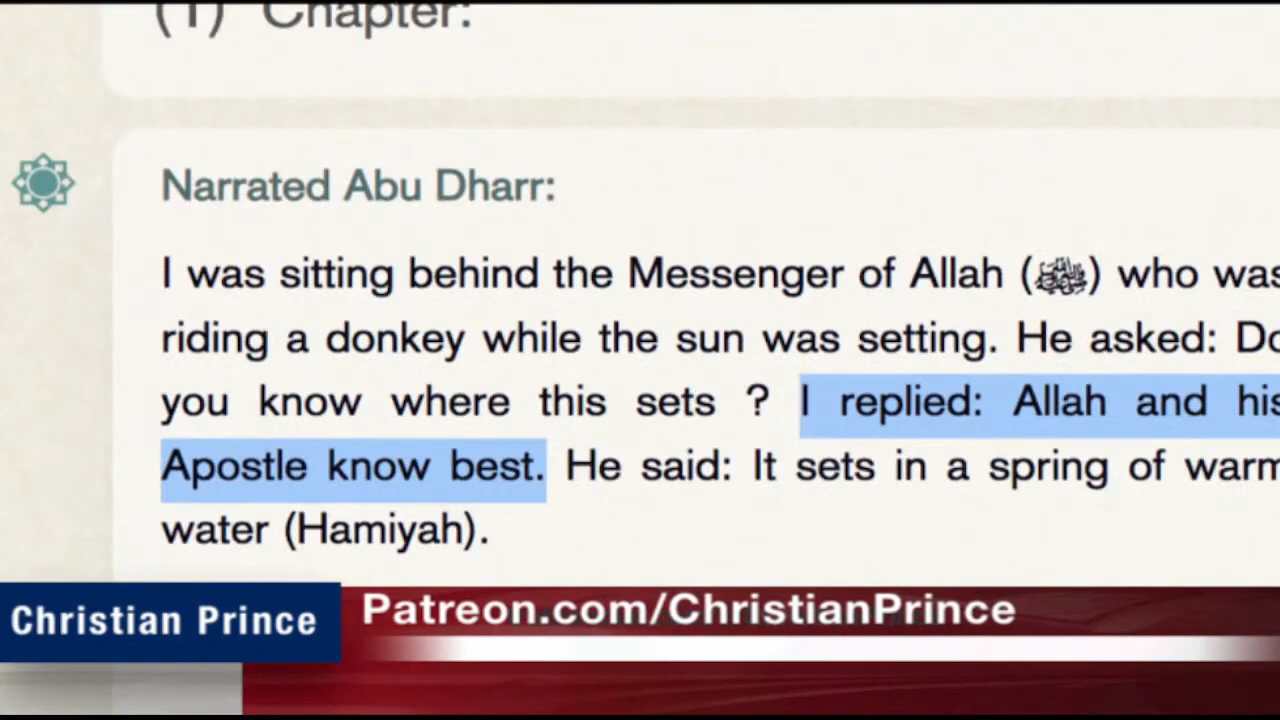 (1) Chapter:
Narrated Abu Dharr:
I was sitting behind the Messenger of Allah (ﷺ) who was
riding a donkey while the sun was setting. He asked: Do
you know where this sets ? I replied: Allah and his
Apostle know best. He said: It sets in a spring of warm
water (Hamiyah).
Christian Prince
Patreon.com/ChristianPrince